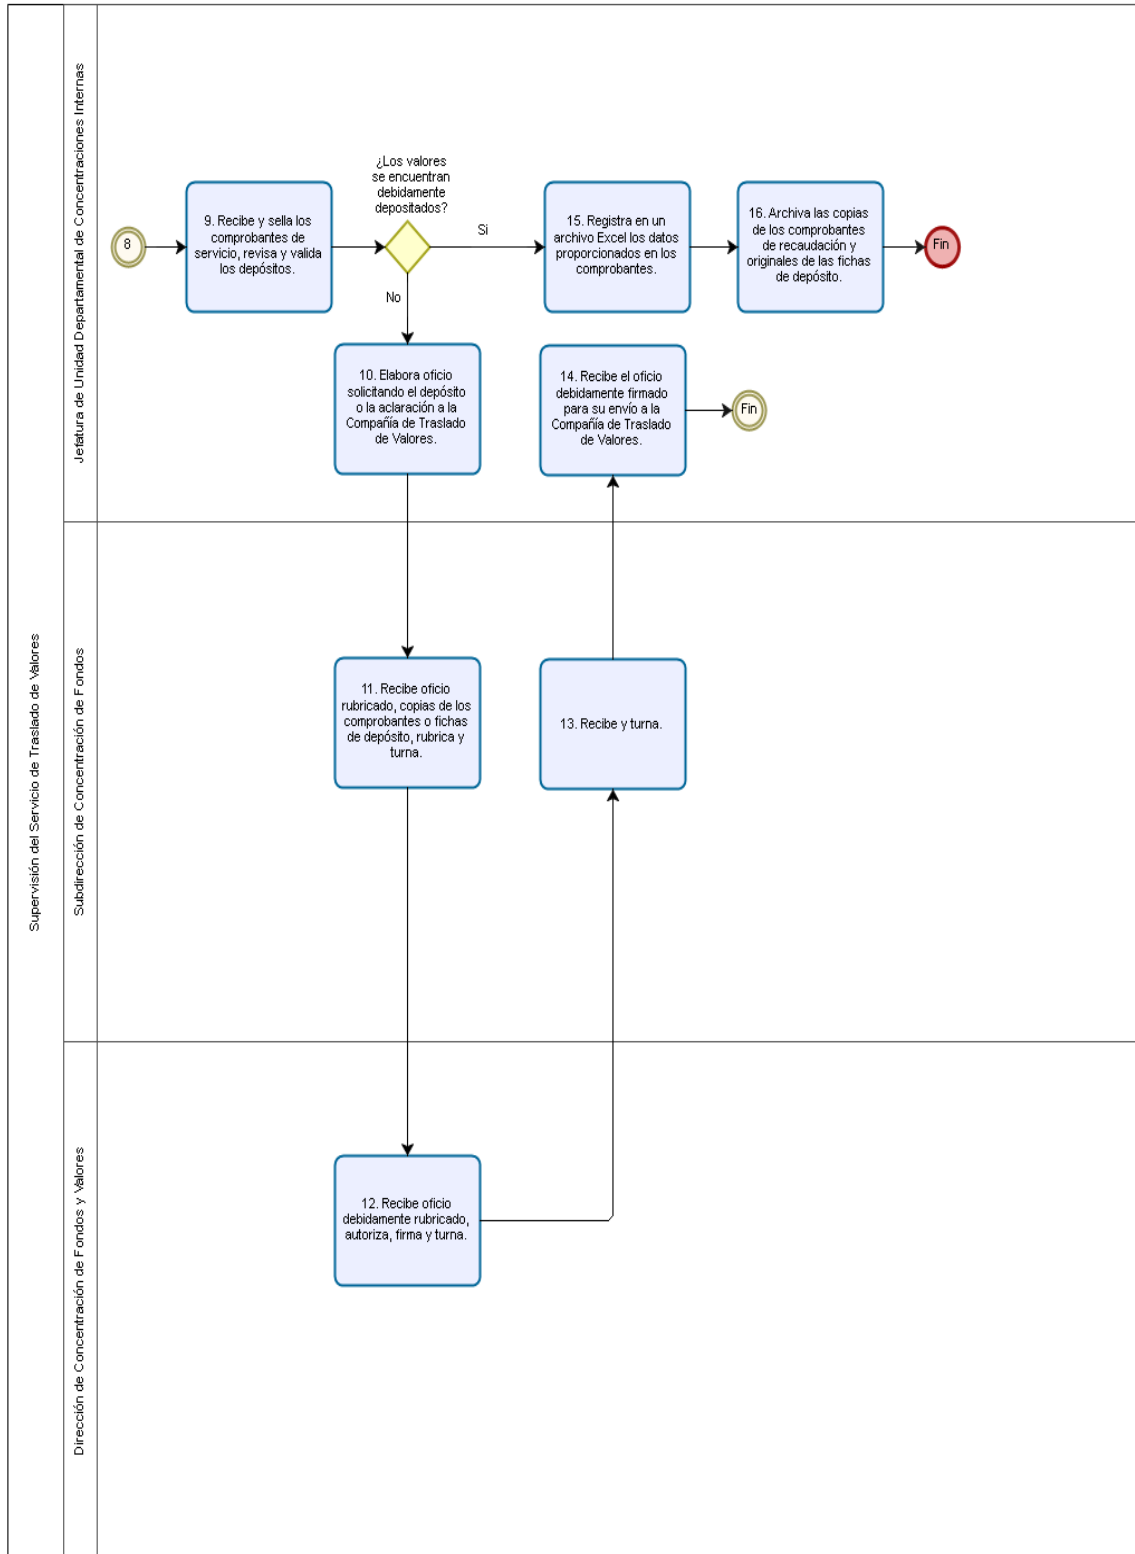 Supervisión del Servicio de Traslado de Valores
Jefatura de Unidad Departamental de Concentraciones Internas
8
9. Recibe y sella los
comprobantes de
servicio, revisa y valida
los depósitos.
¿Los valores
se encuentran
debidamente
depositados?
Si
No
15. Registra en un
archivo Excel los datos
proporcionados en los
comprobantes.
16. Archiva las copias
de los comprobantes
de recaudación y
originales de las fichas
de depósito.
Fin
10. Elabora oficio
solicitando el depósito
o la aclaración a la
Compañía de Traslado
de Valores.
14. Recibe el oficio
debidamente firmado
para su envío a la
Compañía de Traslado
de Valores.
Fin
Subdirección de Concentración de Fondos
11. Recibe oficio
rubricado, copias de los
comprobantes o fichas
de depósito, rubrica y
turna.
13. Recibe y turna.
Dirección de Concentración de Fondos y Valores
12. Recibe oficio
debidamente rubricado,
autoriza, firma y turna.